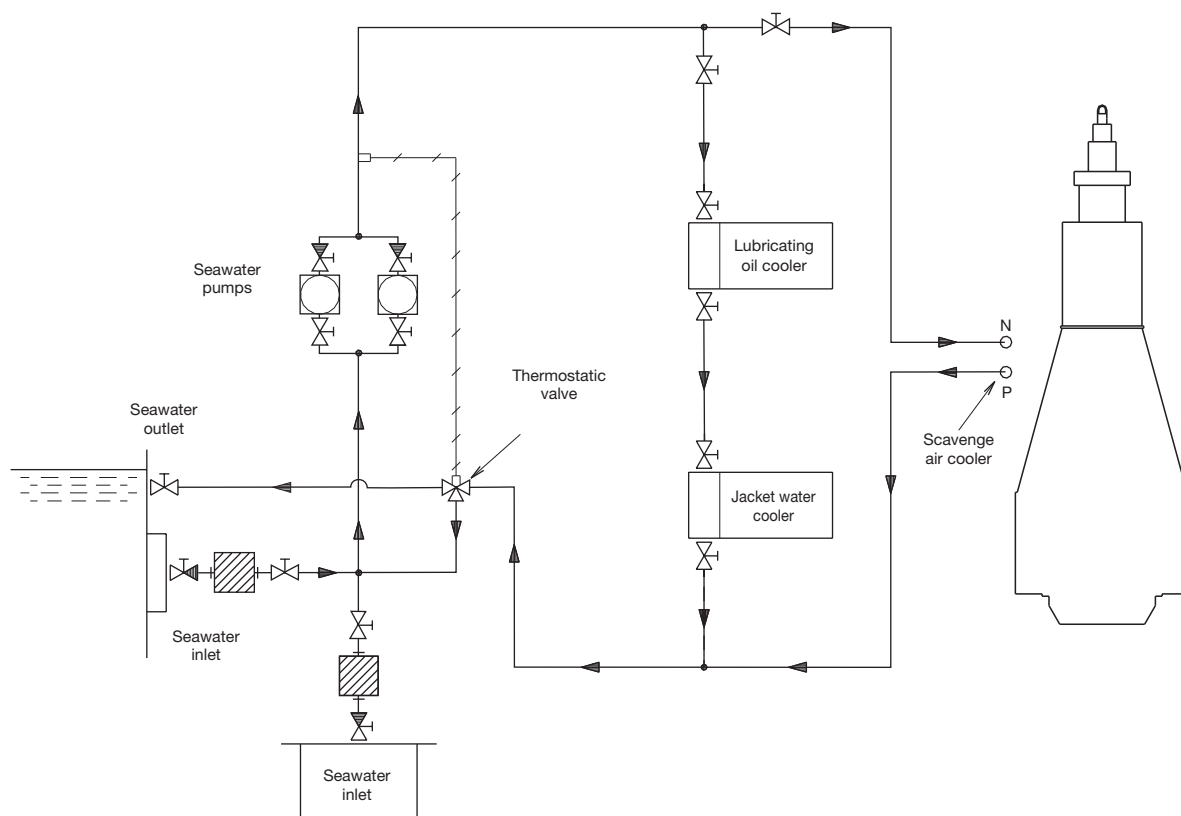 Lubricating
oil cooler
Seawater
pumps
N
P
Thermostatic
valve
Seawater
outlet
Scavenge
air cooler
Jacket water
cooler
Seawater
inlet
Seawater
inlet